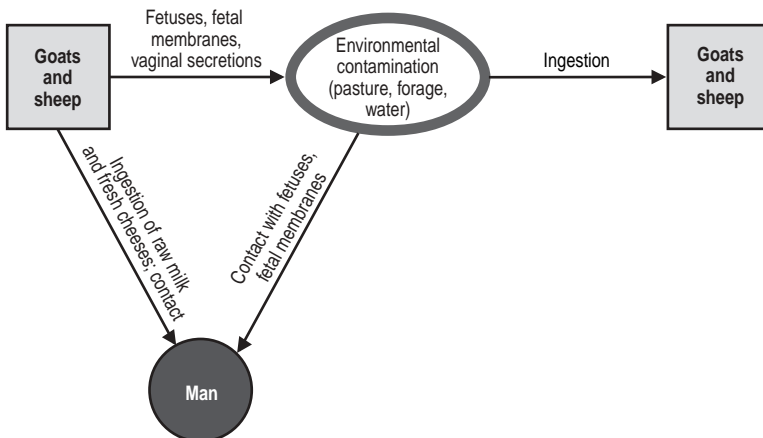 Goats
and
sheep
Fetuses, fetal
membranes,
vaginal secretions
Environmental
contamination
(pasture, forage,
water)
Ingestion
Goats
and
sheep
Ingestion of raw milk
and fresh cheeses; contact
Contact with fetuses,
fetal membranes
Man